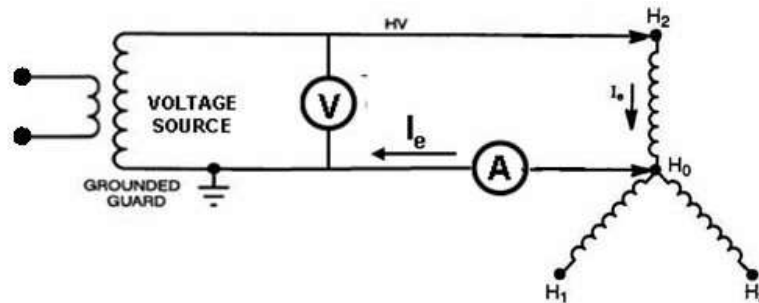 HV
H2
V
VOLTAGE
SOURCE
Ie
Ie
A
H0
GROUNDED
GUARD
H1
H